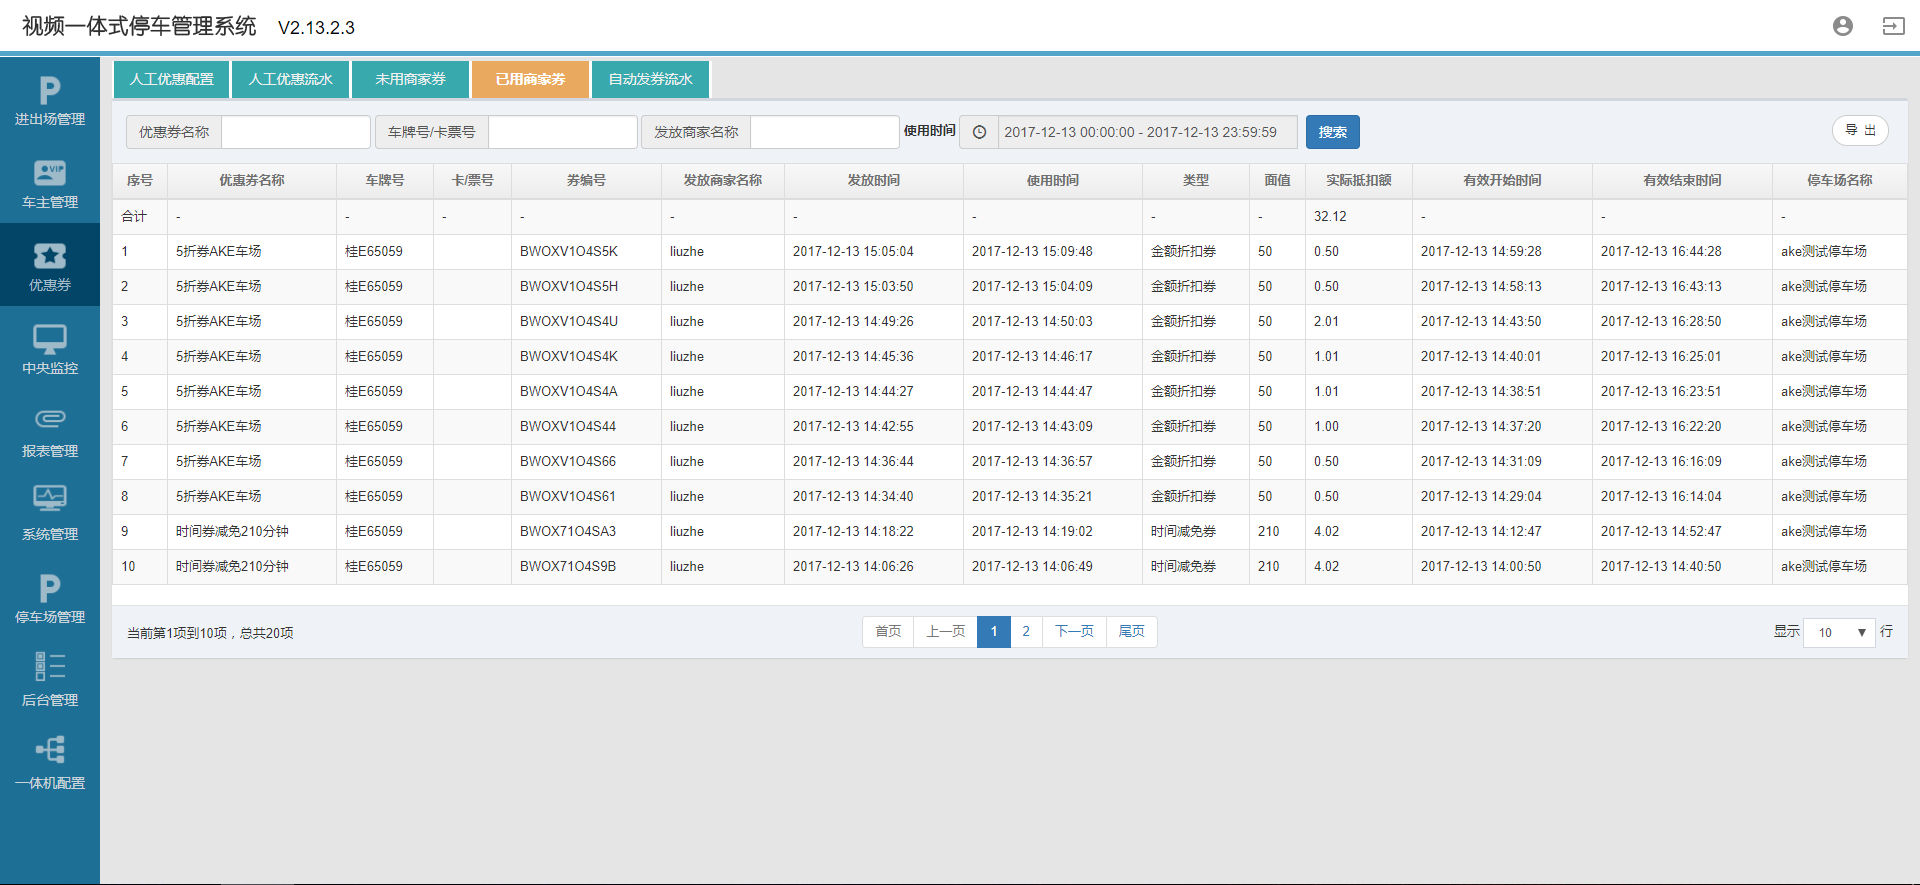 视频一体式停车管理系统 V2.13.2.3
进出场管理
车主管理
优惠券
中央监控
报表管理
系统管理
停车场管理
后台管理
一体机配置
人工优惠配置 人工优惠流水 未用商家券 已用商家券 自动发券流水
优惠券名称 车牌号/卡票号 发放商家名称 使用时间 2017-12-13 00:00:00 - 2017-12-13 23:59:59 搜索 导 出
序号 优惠券名称 车牌号 卡/票号 券编号 发放商家名称 发放时间 使用时间 类型 面值 实际抵扣额 有效开始时间 有效结束时间 停车场名称
合计 - - - - - - - - - 32.12 - - -
1 5折券AKE车场 桂E65059 BWOXV1O4S5K liuzhe 2017-12-13 15:05:04 2017-12-13 15:09:48 金额折扣券 50 0.50 2017-12-13 14:59:28 2017-12-13 16:44:28 ake测试停车场
2 5折券AKE车场 桂E65059 BWOXV1O4S5H liuzhe 2017-12-13 15:03:50 2017-12-13 15:04:09 金额折扣券 50 0.50 2017-12-13 14:58:13 2017-12-13 16:43:13 ake测试停车场
3 5折券AKE车场 桂E65059 BWOXV1O4S4U liuzhe 2017-12-13 14:49:26 2017-12-13 14:50:03 金额折扣券 50 2.01 2017-12-13 14:43:50 2017-12-13 16:28:50 ake测试停车场
4 5折券AKE车场 桂E65059 BWOXV1O4S4K liuzhe 2017-12-13 14:45:36 2017-12-13 14:46:17 金额折扣券 50 1.01 2017-12-13 14:40:01 2017-12-13 16:25:01 ake测试停车场
5 5折券AKE车场 桂E65059 BWOXV1O4S4A liuzhe 2017-12-13 14:44:27 2017-12-13 14:44:47 金额折扣券 50 1.01 2017-12-13 14:38:51 2017-12-13 16:23:51 ake测试停车场
6 5折券AKE车场 桂E65059 BWOXV1O4S44 liuzhe 2017-12-13 14:42:55 2017-12-13 14:43:09 金额折扣券 50 1.00 2017-12-13 14:37:20 2017-12-13 16:22:20 ake测试停车场
7 5折券AKE车场 桂E65059 BWOXV1O4S66 liuzhe 2017-12-13 14:36:44 2017-12-13 14:36:57 金额折扣券 50 0.50 2017-12-13 14:31:09 2017-12-13 16:16:09 ake测试停车场
8 5折券AKE车场 桂E65059 BWOXV1O4S61 liuzhe 2017-12-13 14:34:40 2017-12-13 14:35:21 金额折扣券 50 0.50 2017-12-13 14:29:04 2017-12-13 16:14:04 ake测试停车场
9 时间券减免210分钟 桂E65059 BWOX71O4SA3 liuzhe 2017-12-13 14:18:22 2017-12-13 14:19:02 时间减免券 210 4.02 2017-12-13 14:12:47 2017-12-13 14:52:47 ake测试停车场
10 时间券减免210分钟 桂E65059 BWOX71O4S9B liuzhe 2017-12-13 14:06:26 2017-12-13 14:06:49 时间减免券 210 4.02 2017-12-13 14:00:50 2017-12-13 14:40:50 ake测试停车场
当前第1项到10项，总共20项 首页 上一页 1 2 下一页 尾页 显示 10 行